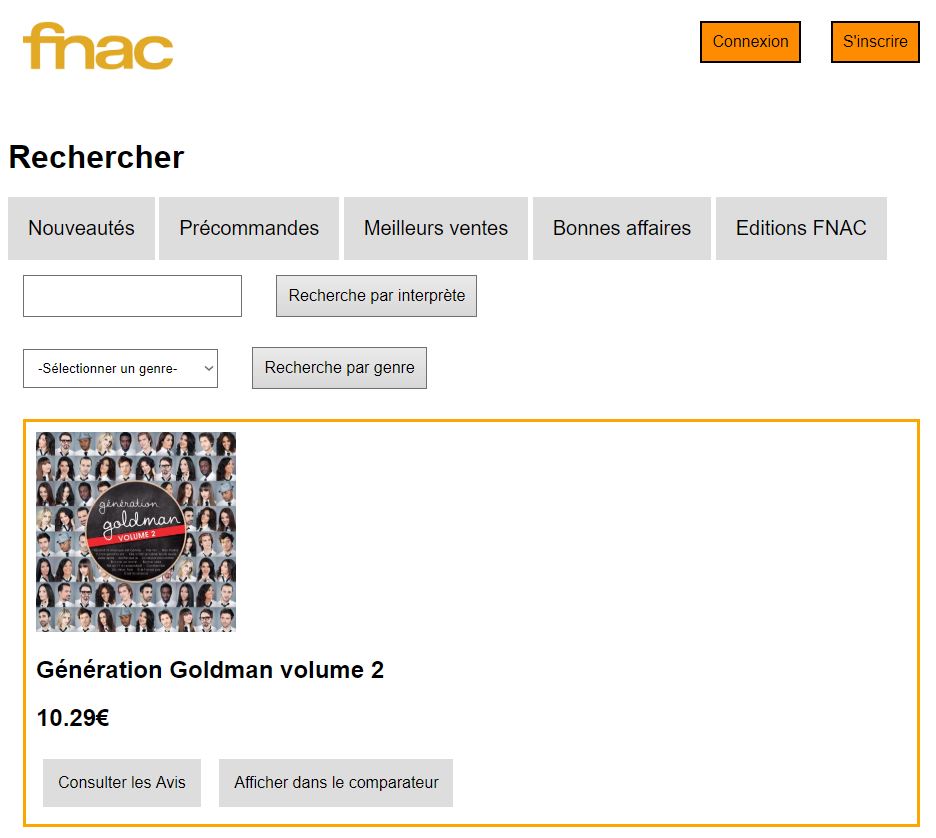 fnac
Connexion
S'inscrire
Rechercher
Nouveautés
Précommandes
Meilleurs ventes
Bonnes affaires
Editions FNAC
Recherche par interprète
-Sélectionner un genre-
Recherche par genre
génération
goldman
VOLUME 2
Génération Goldman volume 2
10.29€
Consulter les Avis
Afficher dans le comparateur